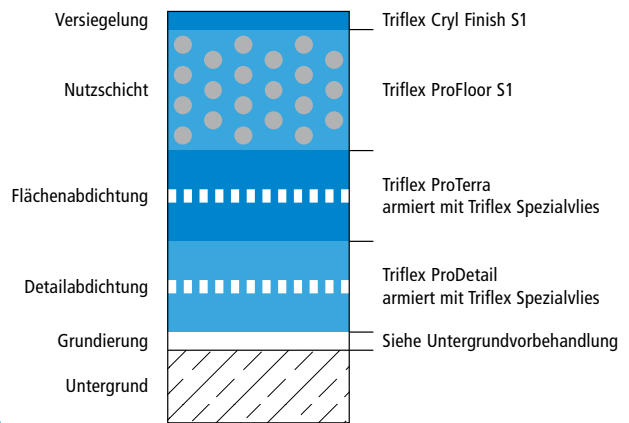 Versiegelung
Triflex Cryl Finish S1
Nutzschicht
Triflex ProFloor S1
Flächenabdichtung
Triflex ProTerra
armiert mit Triflex Spezialvlies
Detailabdichtung
Triflex ProDetail
armiert mit Triflex Spezialvlies
Grundierung
Siehe Untergrundvorbehandlung
Untergrund